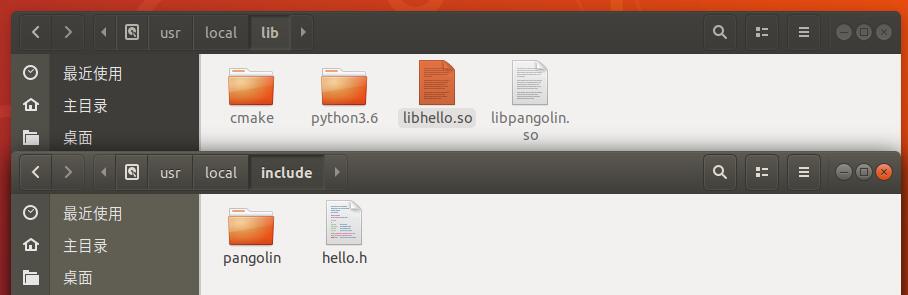 usr local lib
最近使用
主目录
桌面
cmake python3.6 libhello.so libpangolin.
so
usr local include
最近使用
主目录
桌面
pangolin hello.h